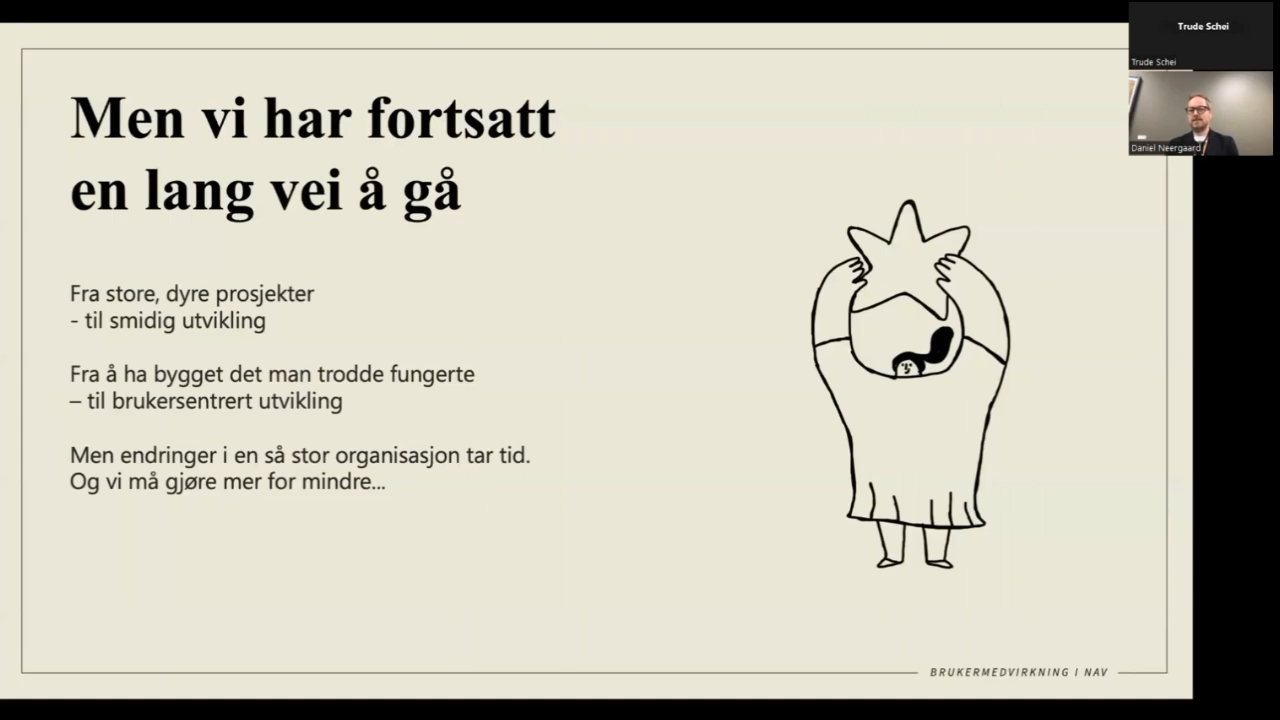 Men vi har fortsatt
en lang vei å gå
Fra store, dyre prosjekter
- til smidig utvikling
Fra å ha bygget det man trodde fungerte
– til brukersentrert utvikling
Men endringer i en så stor organisasjon tar tid.
Og vi må gjøre mer for mindre...
BRUKERMEDVIRKNING I NAV
Trude Schei
Trude Schei
Daniel Neergaard